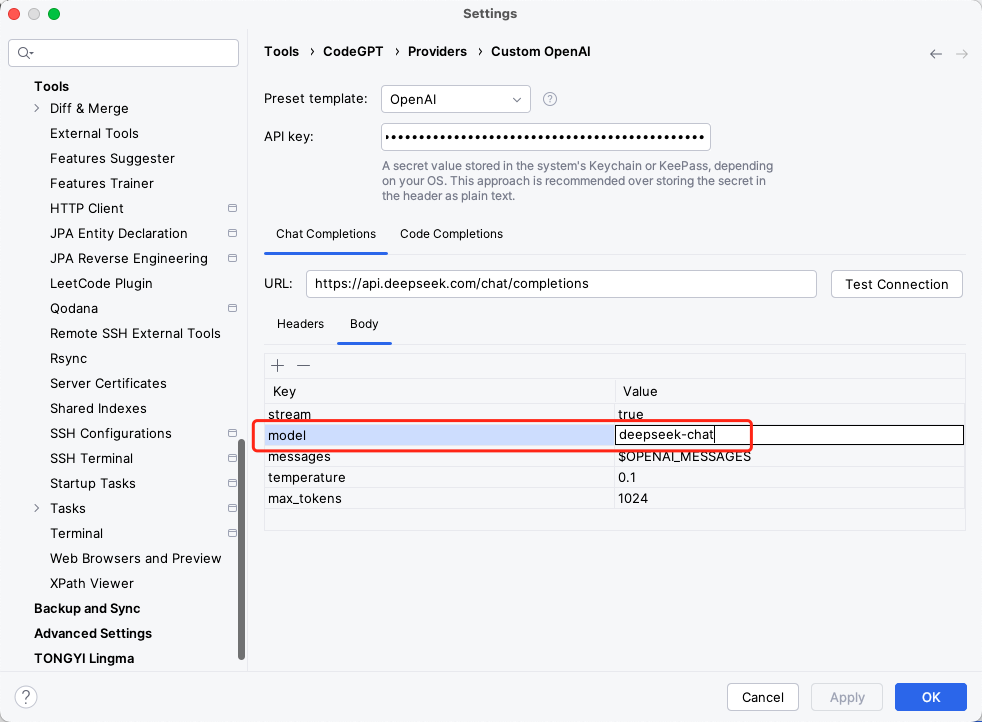 Settings
Tools › CodeGPT › Providers › Custom OpenAI
Tools
Diff & Merge
External Tools
Features Suggester
Features Trainer
HTTP Client
JPA Entity Declaration
JPA Reverse Engineering
LeetCode Plugin
Qodana
Remote SSH External Tools
Rsync
Server Certificates
Shared Indexes
SSH Configurations
SSH Terminal
Startup Tasks
Tasks
Terminal
Web Browsers and Preview
XPath Viewer
Backup and Sync
Advanced Settings
TONGYI Lingma
Preset template: OpenAI ?
API key: ••••••••••••••••••••••••••••••••••••••••••••••••
A secret value stored in the system's Keychain or KeePass, depending
on your OS. This approach is recommended over storing the secret in
the header as plain text.
Chat Completions Code Completions
URL: https://api.deepseek.com/chat/completions Test Connection
Headers Body
Key Value
stream true
model deepseek-chat
messages $OPENAI_MESSAGES
temperature 0.1
max_tokens 1024
? Cancel Apply OK